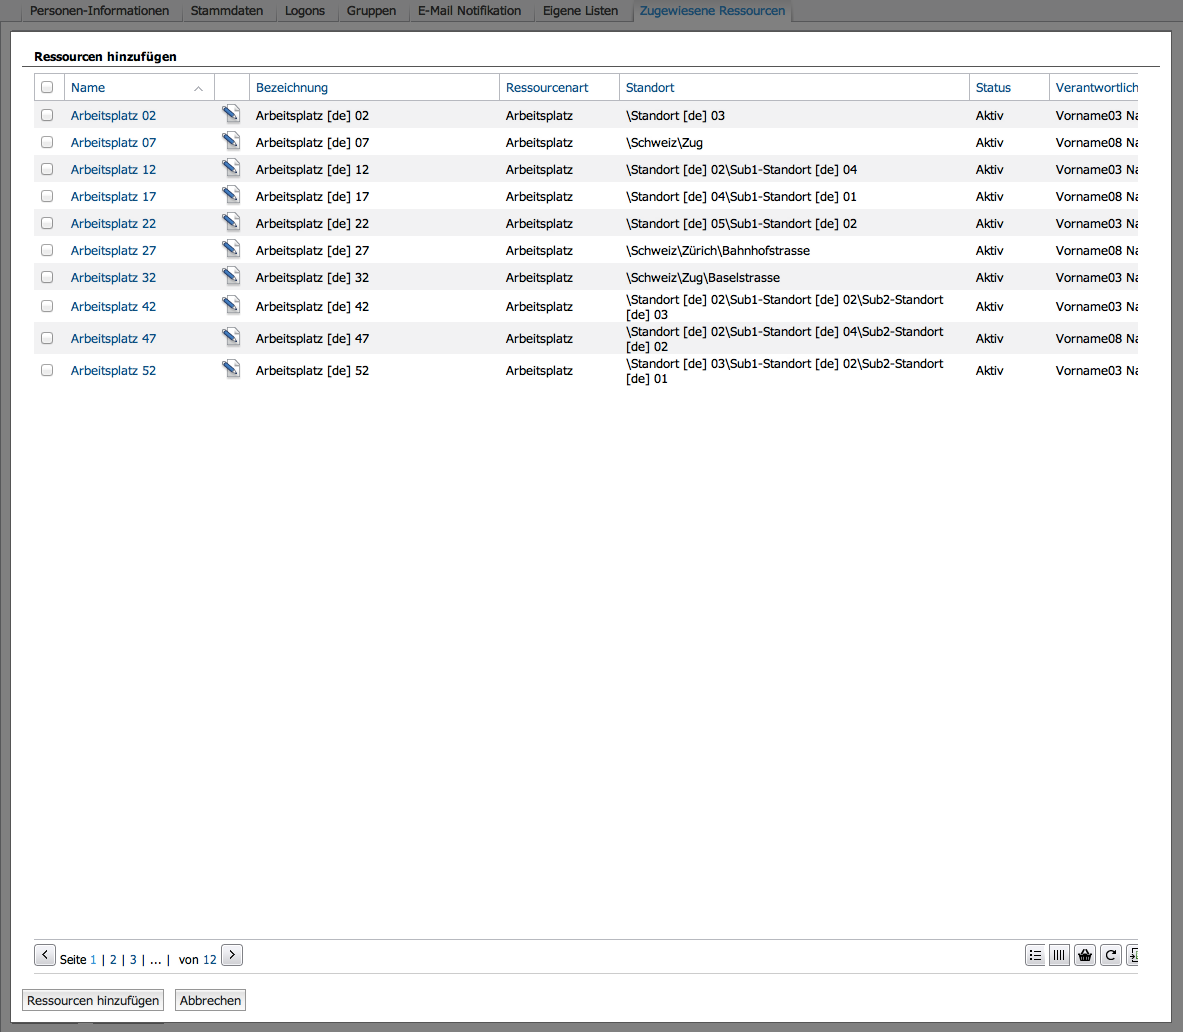 Personen-Informationen Stammdaten Logons Gruppen E-Mail Notifikation Eigene Listen Zugewiesene Ressourcen
Ressourcen hinzufügen
Name Bezeichnung Ressourcenart Standort Status Verantwortlich
Arbeitsplatz 02 Arbeitsplatz [de] 02 Arbeitsplatz \Standort [de] 03 Aktiv Vorname03 Na
Arbeitsplatz 07 Arbeitsplatz [de] 07 Arbeitsplatz \Schweiz\Zug Aktiv Vorname08 Na
Arbeitsplatz 12 Arbeitsplatz [de] 12 Arbeitsplatz \Standort [de] 02\Sub1-Standort [de] 04 Aktiv Vorname03 Na
Arbeitsplatz 17 Arbeitsplatz [de] 17 Arbeitsplatz \Standort [de] 04\Sub1-Standort [de] 01 Aktiv Vorname08 Na
Arbeitsplatz 22 Arbeitsplatz [de] 22 Arbeitsplatz \Standort [de] 05\Sub1-Standort [de] 02 Aktiv Vorname03 Na
Arbeitsplatz 27 Arbeitsplatz [de] 27 Arbeitsplatz \Schweiz\Zürich\Bahnhofstrasse Aktiv Vorname08 Na
Arbeitsplatz 32 Arbeitsplatz [de] 32 Arbeitsplatz \Schweiz\Zug\Baselstrasse Aktiv Vorname03 Na
Arbeitsplatz 42 Arbeitsplatz [de] 42 Arbeitsplatz \Standort [de] 02\Sub1-Standort [de] 02\Sub2-Standort Aktiv Vorname03 Na
[de] 03
Arbeitsplatz 47 Arbeitsplatz [de] 47 Arbeitsplatz \Standort [de] 02\Sub1-Standort [de] 04\Sub2-Standort Aktiv Vorname08 Na
[de] 02
Arbeitsplatz 52 Arbeitsplatz [de] 52 Arbeitsplatz \Standort [de] 03\Sub1-Standort [de] 02\Sub2-Standort Aktiv Vorname03 Na
[de] 01
Seite 1 | 2 | 3 | ... | von 12
Ressourcen hinzufügen Abbrechen